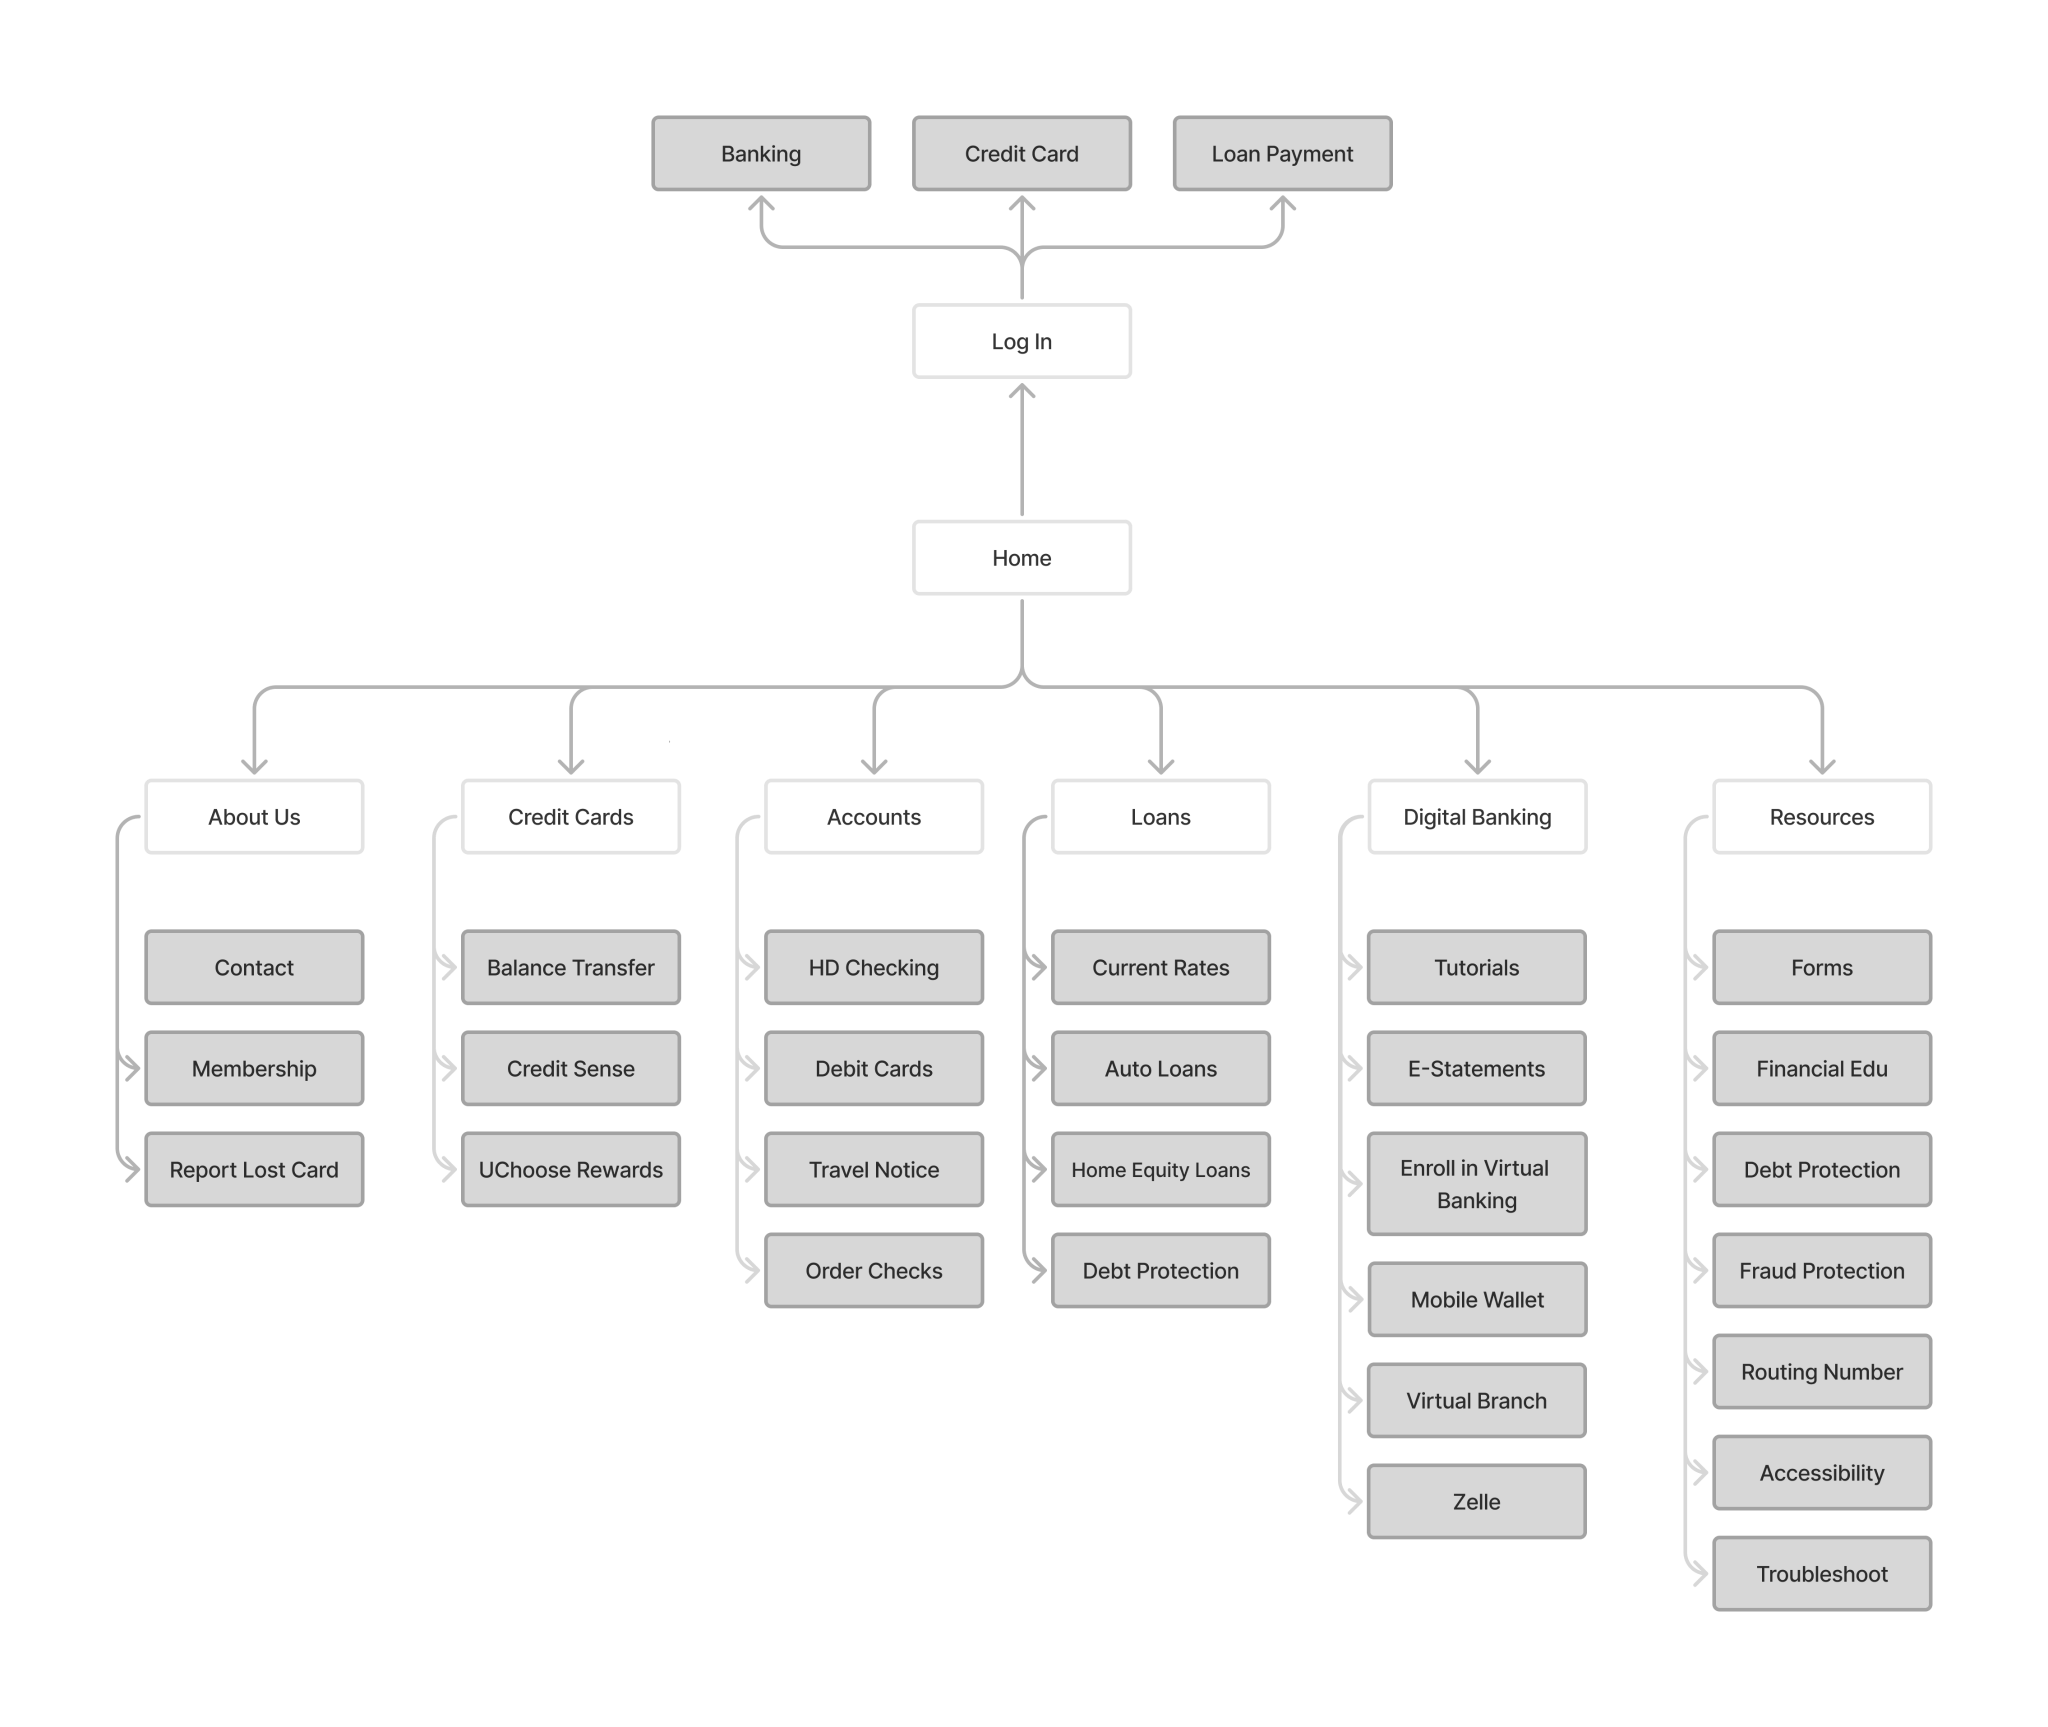 Banking
Credit Card
Loan Payment
Log In
Home
About Us
Contact
Membership
Report Lost Card
Credit Cards
Balance Transfer
Credit Sense
UChoose Rewards
Accounts
HD Checking
Debit Cards
Travel Notice
Order Checks
Loans
Current Rates
Auto Loans
Home Equity Loans
Debt Protection
Digital Banking
Tutorials
E-Statements
Enroll in Virtual
Banking
Mobile Wallet
Virtual Branch
Zelle
Resources
Forms
Financial Edu
Debt Protection
Fraud Protection
Routing Number
Accessibility
Troubleshoot